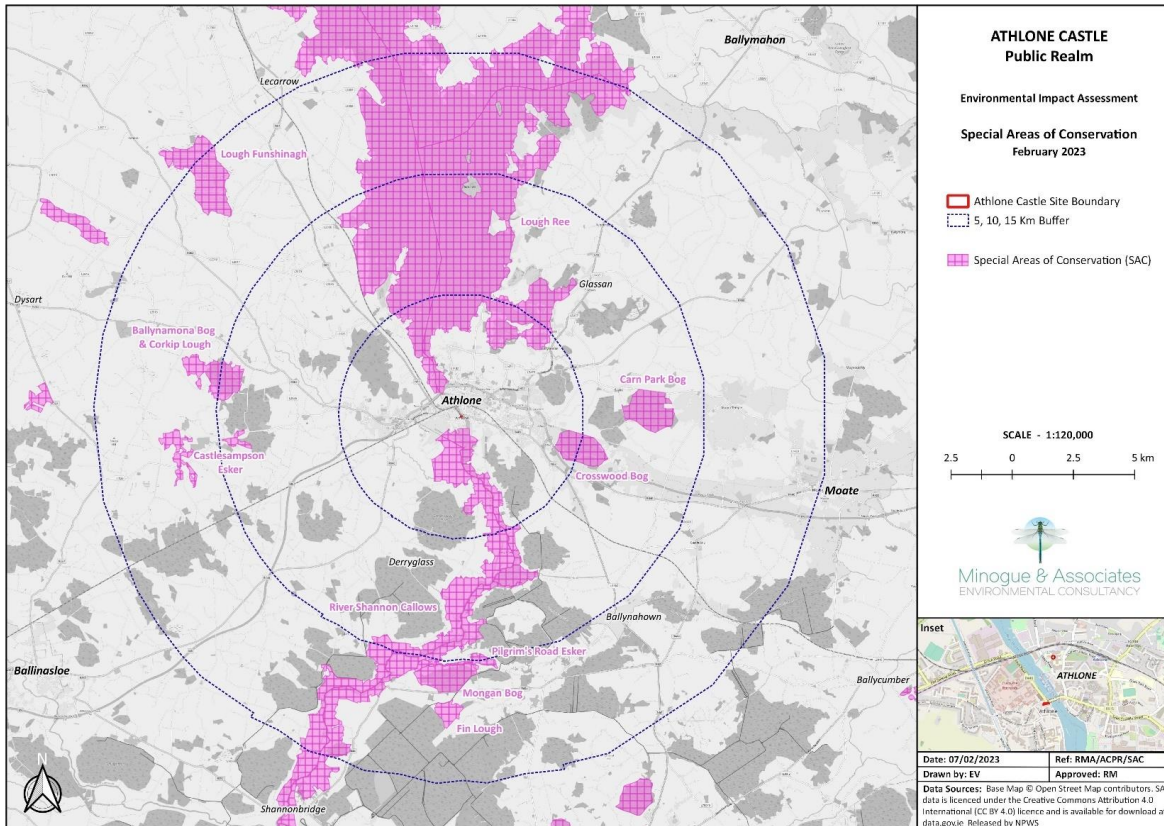 Ballymahon
Lecarrow
Lough Funshinagh
Lough Ree
Glassan
Dysart
Ballynamona Bog
& Corkip Lough
Carn Park Bog
Athlone
Castlesampson
Esker
Crosswood Bog
Moate
Derryglass
River Shannon Callows
Ballynahown
Pilgrim's Road Esker
Ballinasloe
Mongan Bog
Ballycumber
Fin Lough
Shannonbridge
N
ATHLONE CASTLE
Public Realm
Environmental Impact Assessment
Special Areas of Conservation
February 2023
Athlone Castle Site Boundary
5, 10, 15 Km Buffer
Special Areas of Conservation (SAC)
SCALE - 1:120,000
2.5 0 2.5 5 km
Minogue & Associates
ENVIRONMENTAL CONSULTANCY
Inset
ATHLONE
Date: 07/02/2023 Ref: RMA/ACPR/SAC
Drawn by: EV Approved: RM
Data Sources: Base Map © Open Street Map contributors. SA
data is licenced under the Creative Commons Attribution 4.0
International (CC BY 4.0) licence and is available for download a
data.gov.ie Released by NPWS